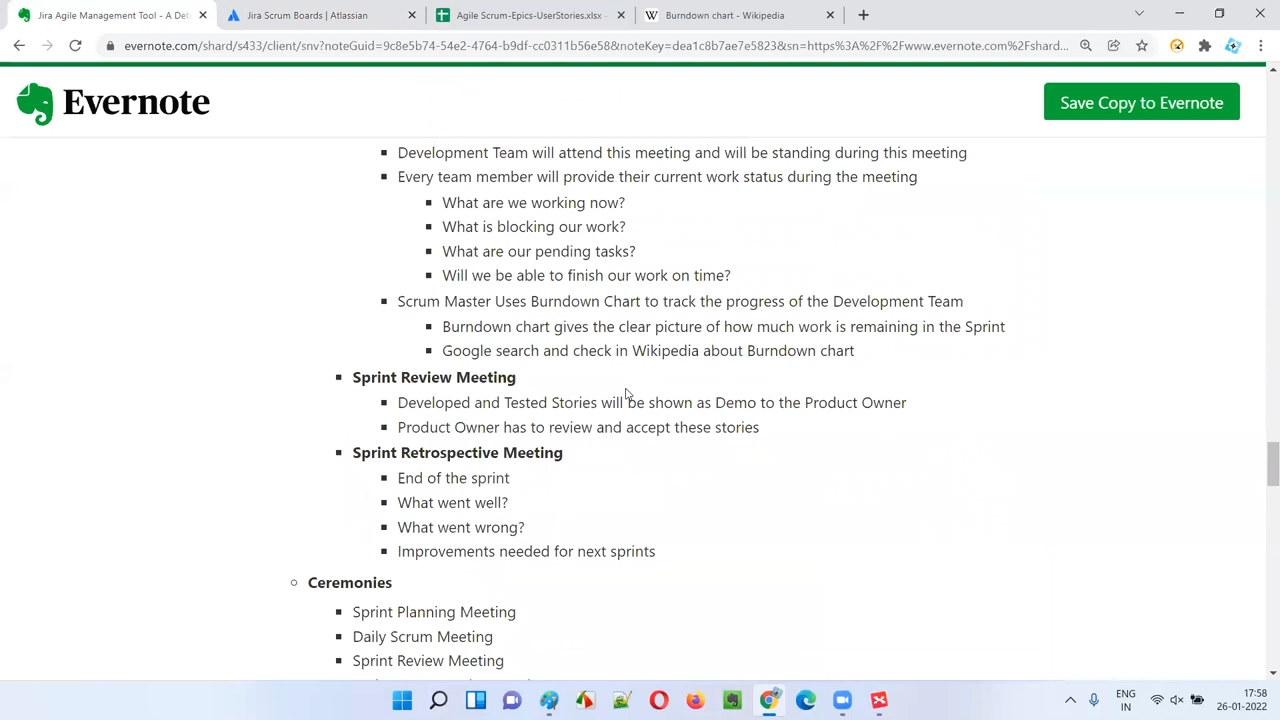 Jira Agile Management Tool - A Det
Jira Scrum Boards | Atlassian
Agile Scrum-Epics-UserStories.xlsx -
Burndown chart - Wikipedia
evernote.com/shard/s433/client/snv?noteGuid=9c8e5b74-54e2-4764-b9df-cc0311b56e58&noteKey=dea1c8b7ae7e5823&sn=https%3A%2F%2Fwww.evernote.com%2Fshard...
Evernote
Save Copy to Evernote
Development Team will attend this meeting and will be standing during this meeting
Every team member will provide their current work status during the meeting
What are we working now?
What is blocking our work?
What are our pending tasks?
Will we be able to finish our work on time?
Scrum Master Uses Burndown Chart to track the progress of the Development Team
Burndown chart gives the clear picture of how much work is remaining in the Sprint
Google search and check in Wikipedia about Burndown chart
Sprint Review Meeting
Developed and Tested Stories will be shown as Demo to the Product Owner
Product Owner has to review and accept these stories
Sprint Retrospective Meeting
End of the sprint
What went well?
What went wrong?
Improvements needed for next sprints
Ceremonies
Sprint Planning Meeting
Daily Scrum Meeting
Sprint Review Meeting
ENG
IN
17:58
26-01-2022